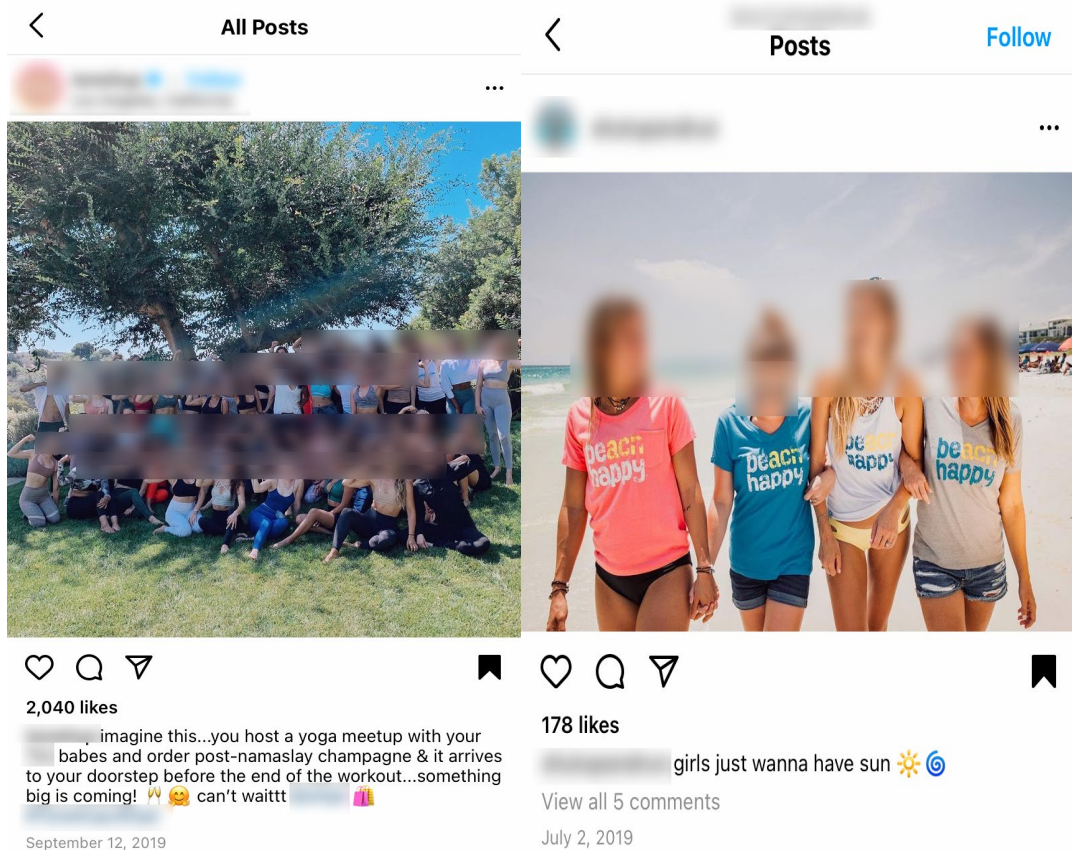 All Posts
2,040 likes
imagine this...you host a yoga meetup with your
babes and order post-namaslay champagne & it arrives
to your doorstep before the end of the workout...something
big is coming! 🥂 🤗 can't waittt 🛍️
September 12, 2019
Posts
Follow
beach
happy
beach
happy
beach
happy
beach
happy
178 likes
girls just wanna have sun ☀️🌀
View all 5 comments
July 2, 2019